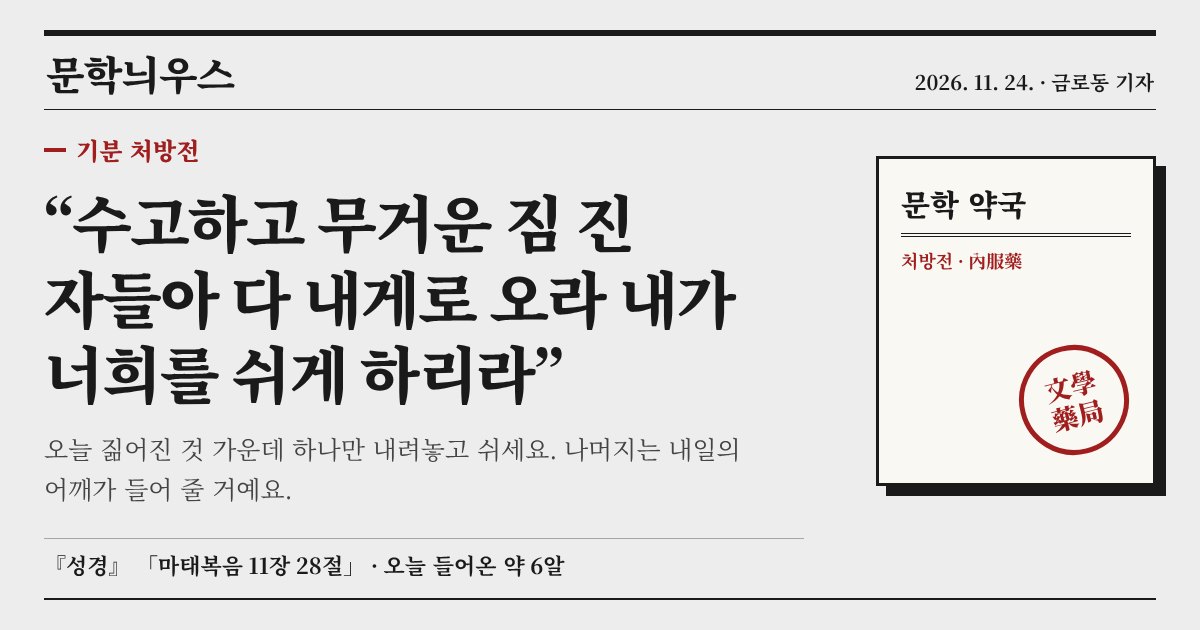 문학늬우스
2026. 11. 24. · 금로동 기자
기분 처방전
“수고하고 무거운 짐 진
자들아 다 내게로 오라 내가
너희를 쉬게 하리라”
오늘 짊어진 것 가운데 하나만 내려놓고 쉬세요. 나머지는 내일의
어깨가 들어 줄 거예요.
『성경』 「마태복음 11장 28절」 · 오늘 들어온 약 6알
문학 약국
처방전 · 內服藥
文學
藥局